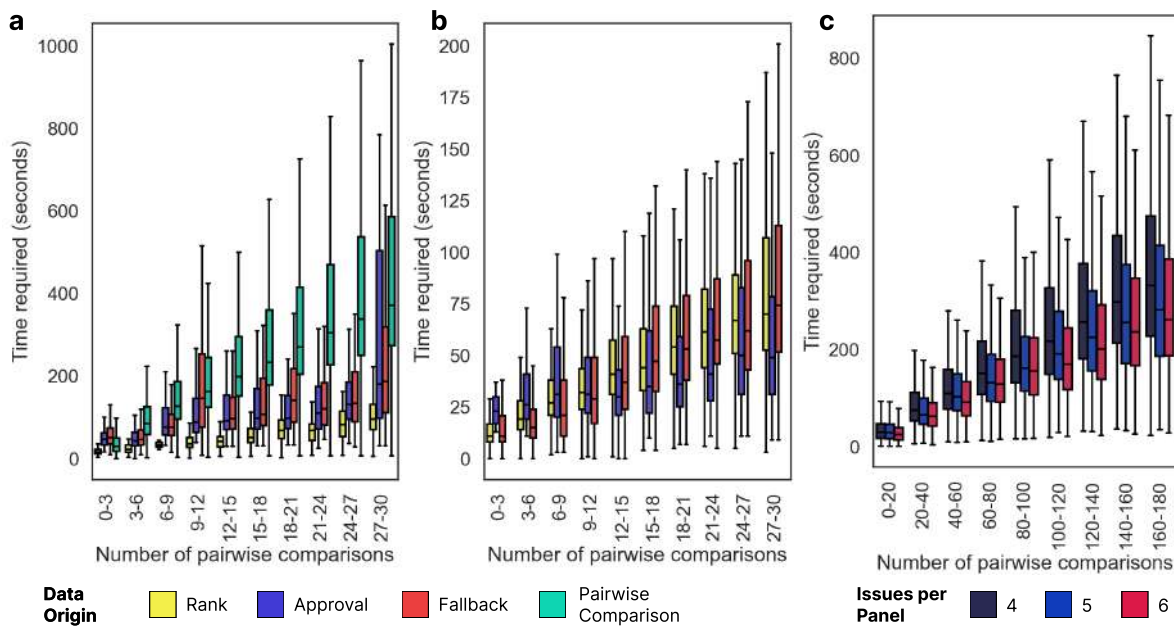 a
Time required (seconds)
1000
800
600
400
200
0
0-3
3-6
6-9
9-12
12-15
15-18
18-21
21-24
24-27
27-30
Number of pairwise comparisons
b
Time required (seconds)
200
175
150
125
100
75
50
25
0
0-3
3-6
6-9
9-12
12-15
15-18
18-21
21-24
24-27
27-30
Number of pairwise comparisons
c
Time required (seconds)
800
600
400
200
0
0-20
20-40
40-60
60-80
80-100
100-120
120-140
140-160
160-180
Number of pairwise comparisons
Data
Origin
Rank
Approval
Fallback
Pairwise
Comparison
Issues per
Panel
4
5
6